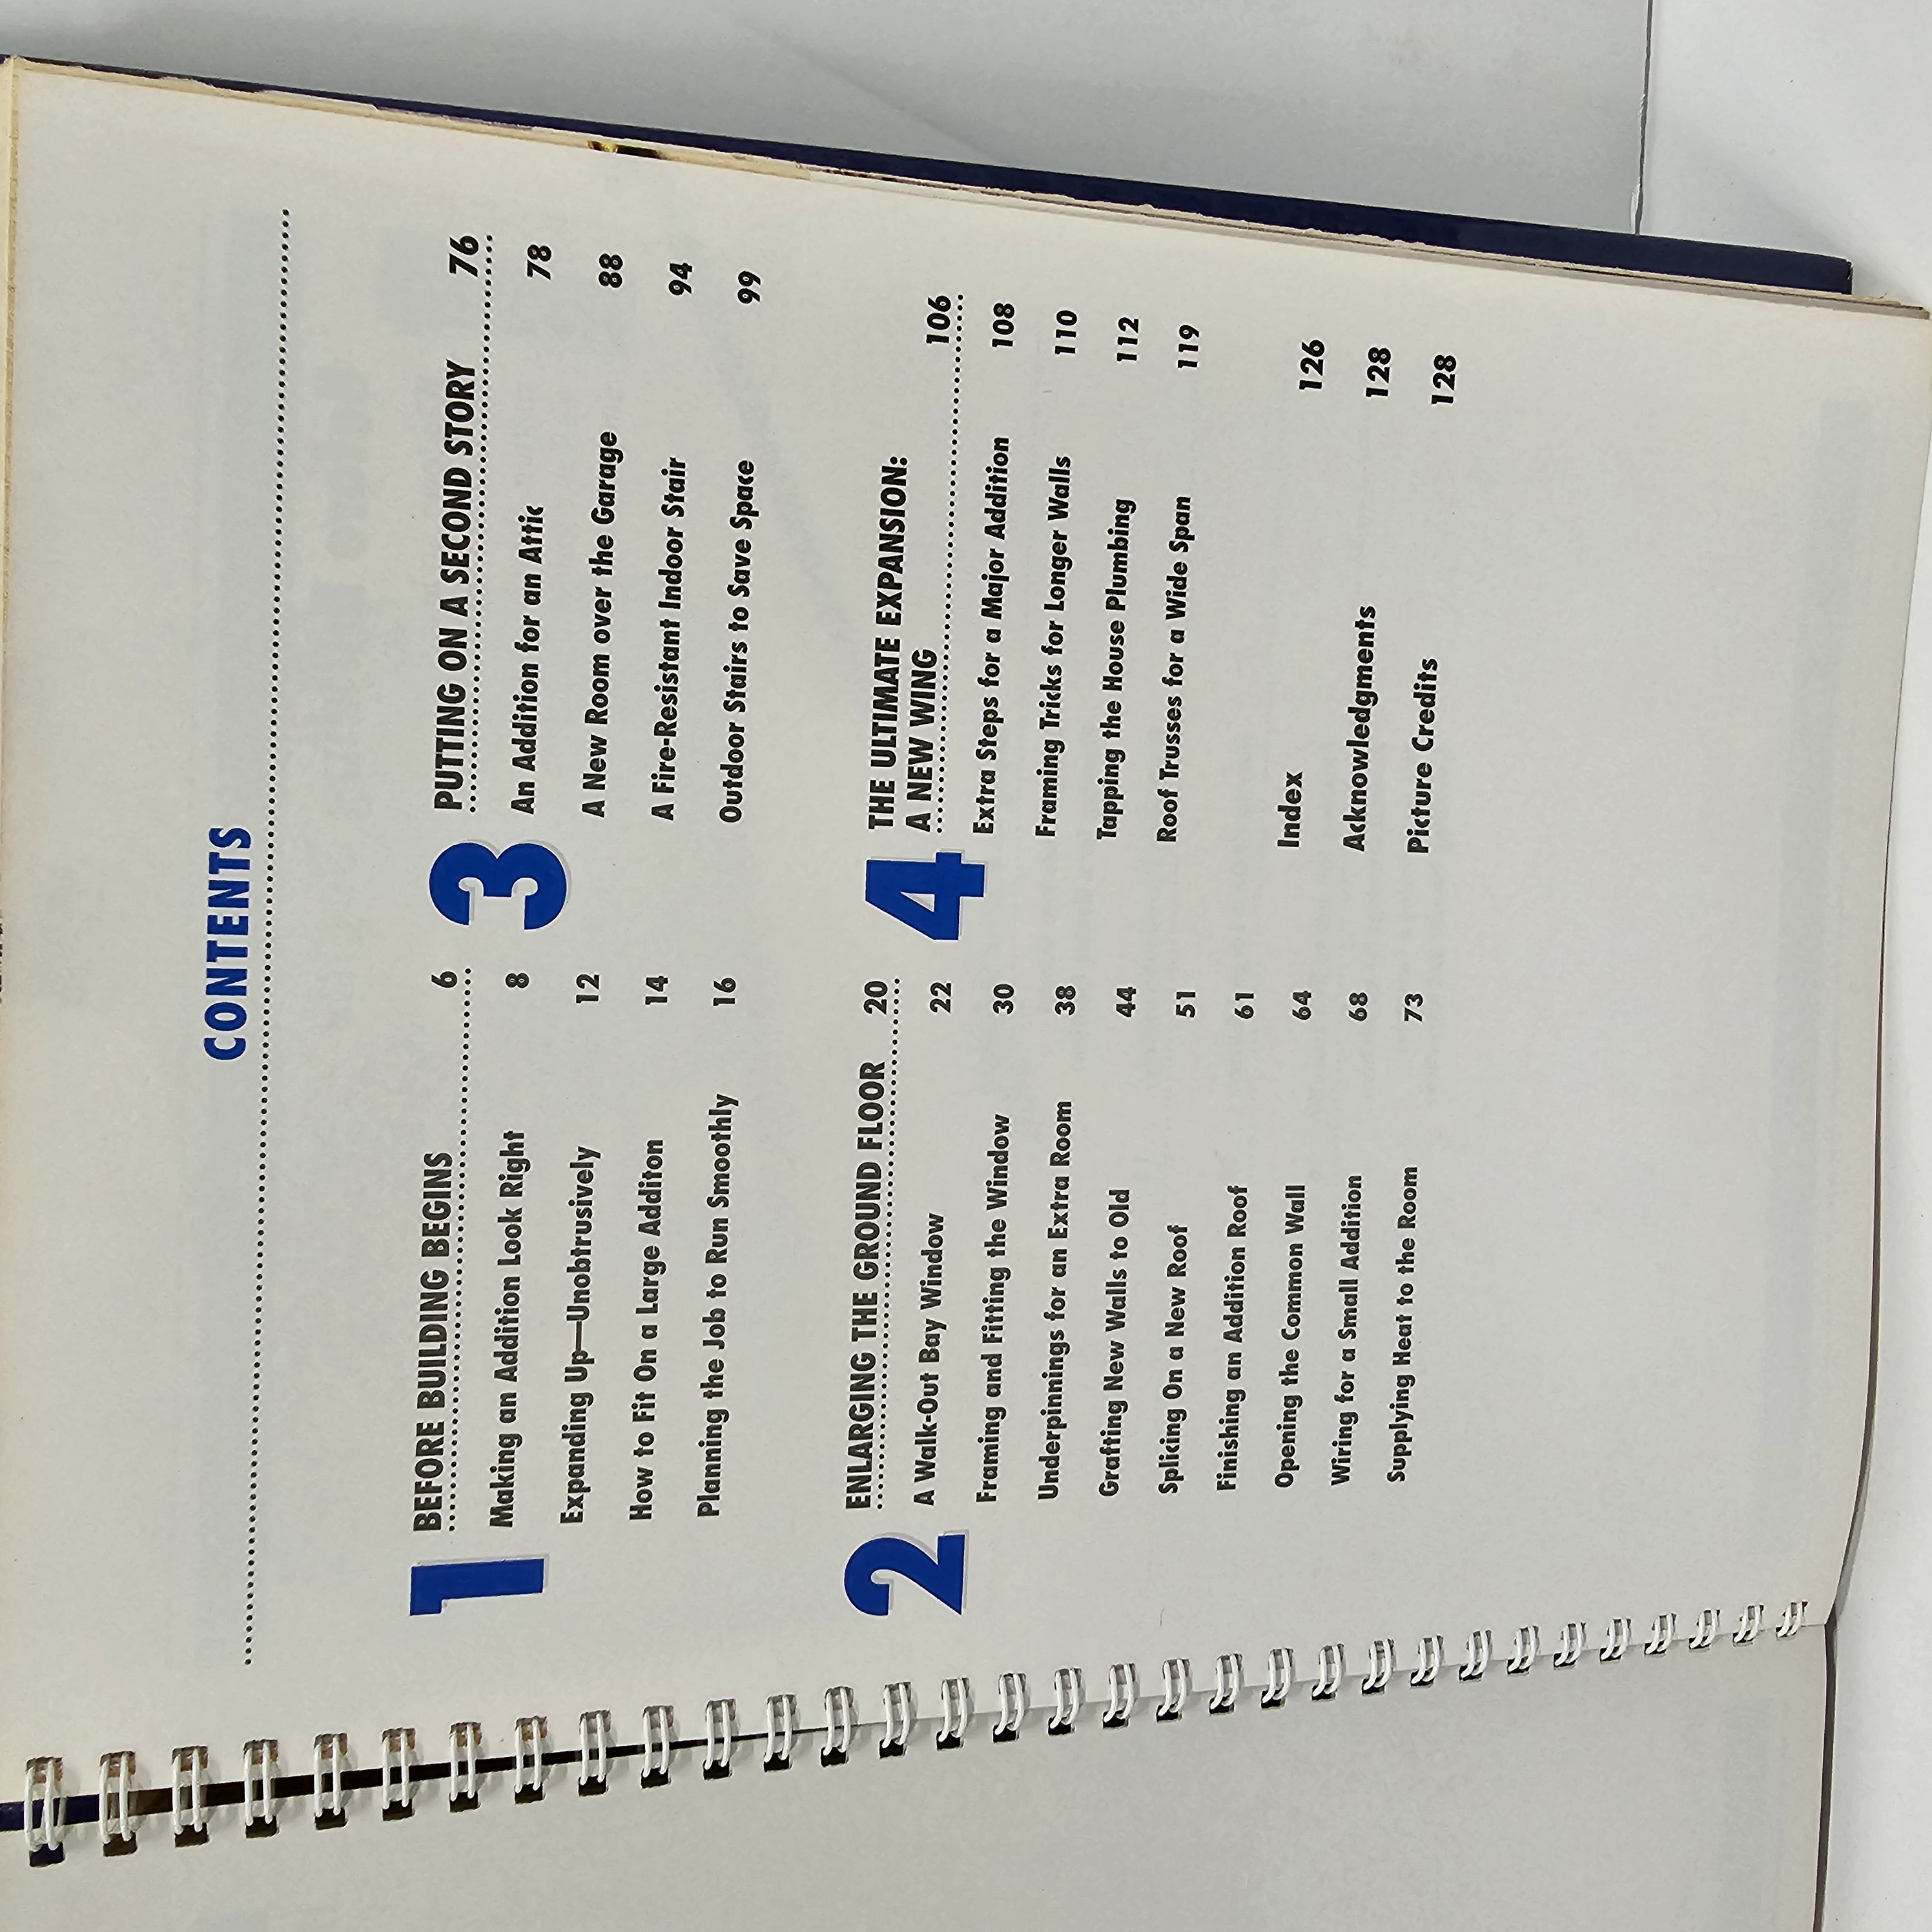 CONTENTS
1 BEFORE BUILDING BEGINS 6
Making an Addition Look Right 8
Expanding Up—Unobtrusively 12
How to Fit On a Large Additon 14
Planning the Job to Run Smoothly 16
2 ENLARGING THE GROUND FLOOR 20
A Walk-Out Bay Window 22
Framing and Fitting the Window 30
Underpinnings for an Extra Room 38
Grafting New Walls to Old 44
Splicing On a New Roof 51
Finishing an Addition Roof 61
Opening the Common Wall 64
Wiring for a Small Addition 68
Supplying Heat to the Room 73
3 PUTTING ON A SECOND STORY 76
An Addition for an Attic 78
A New Room over the Garage 88
A Fire-Resistant Indoor Stair 94
Outdoor Stairs to Save Space 99
4 THE ULTIMATE EXPANSION:
A NEW WING 106
Extra Steps for a Major Addition 108
Framing Tricks for Longer Walls 110
Tapping the House Plumbing 112
Roof Trusses for a Wide Span 119
Index 126
Acknowledgments 128
Picture Credits 128